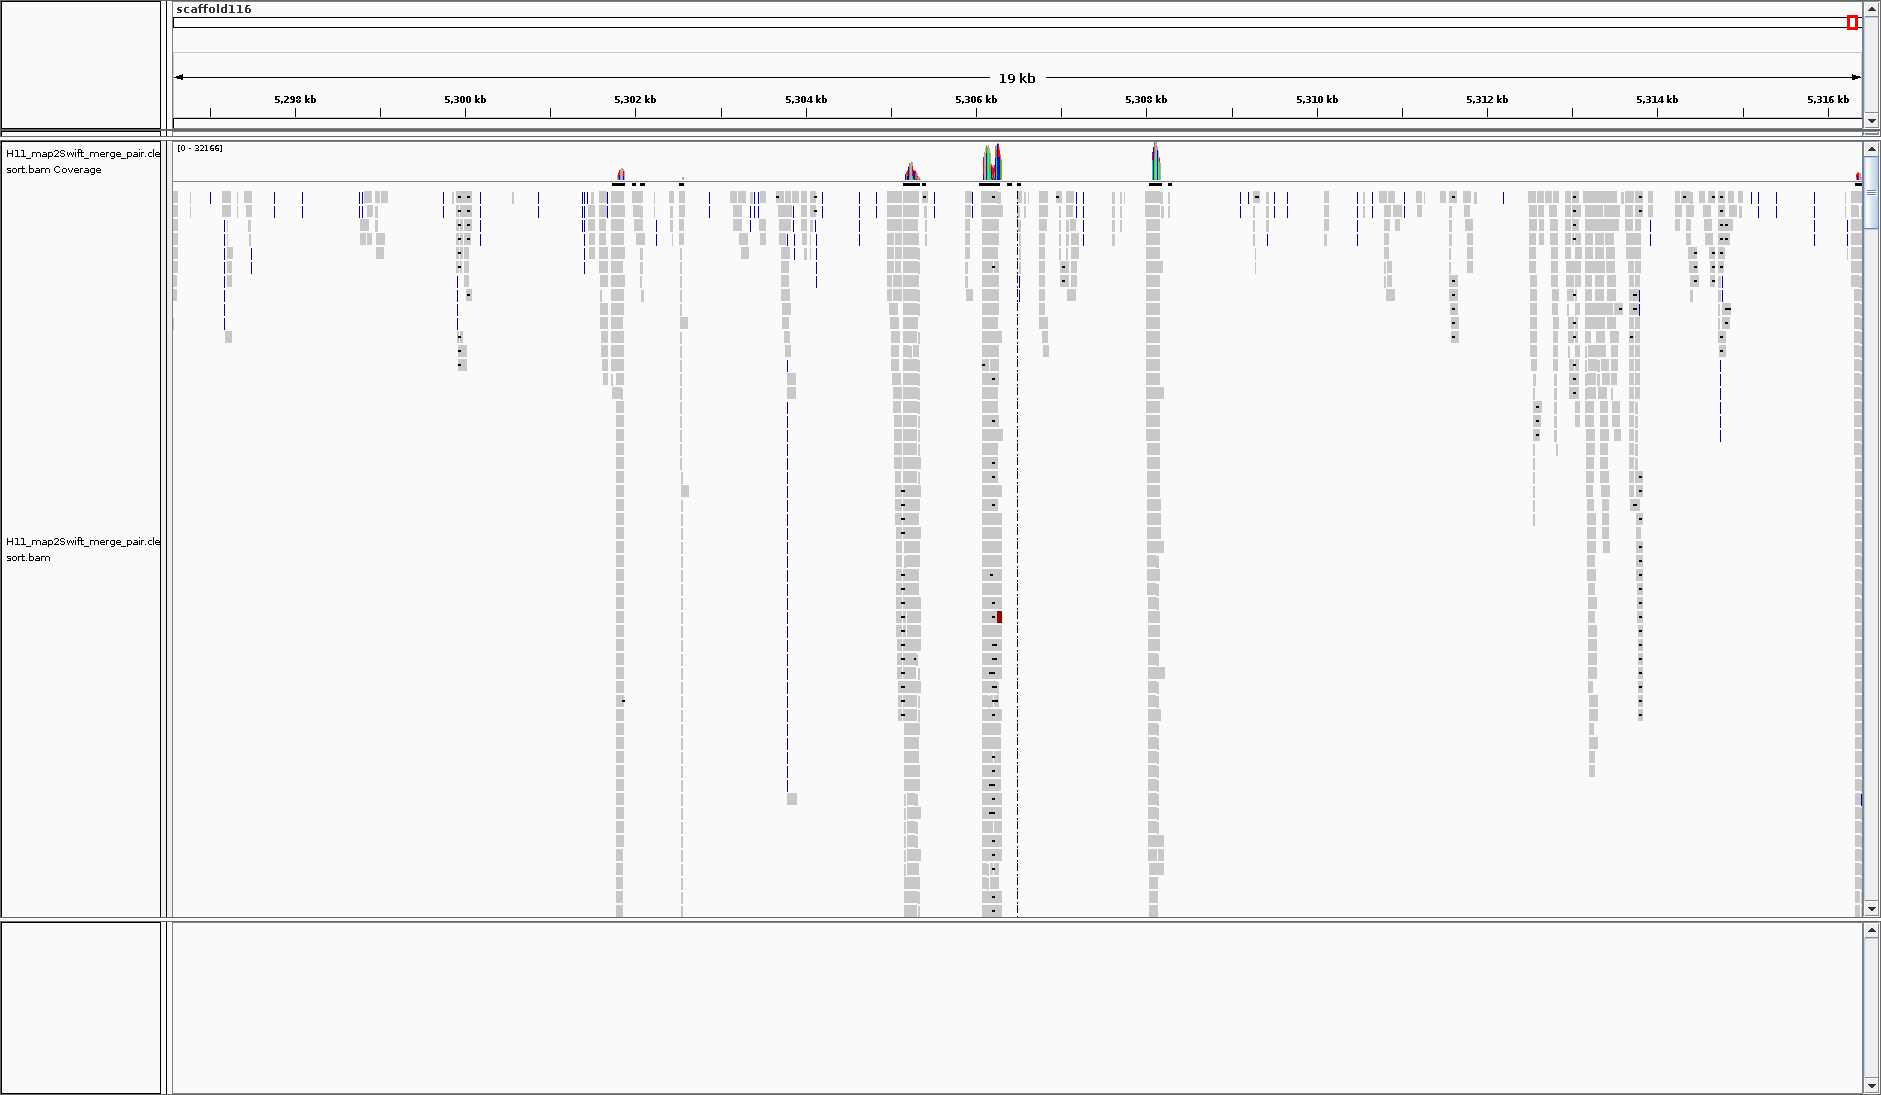 scaffold116
19 kb
5,298 kb 5,300 kb 5,302 kb 5,304 kb 5,306 kb 5,308 kb 5,310 kb 5,312 kb 5,314 kb 5,316 kb
H11_map2Swift_merge_pair.cle
sort.bam Coverage
[0 - 32166]
H11_map2Swift_merge_pair.cle
sort.bam